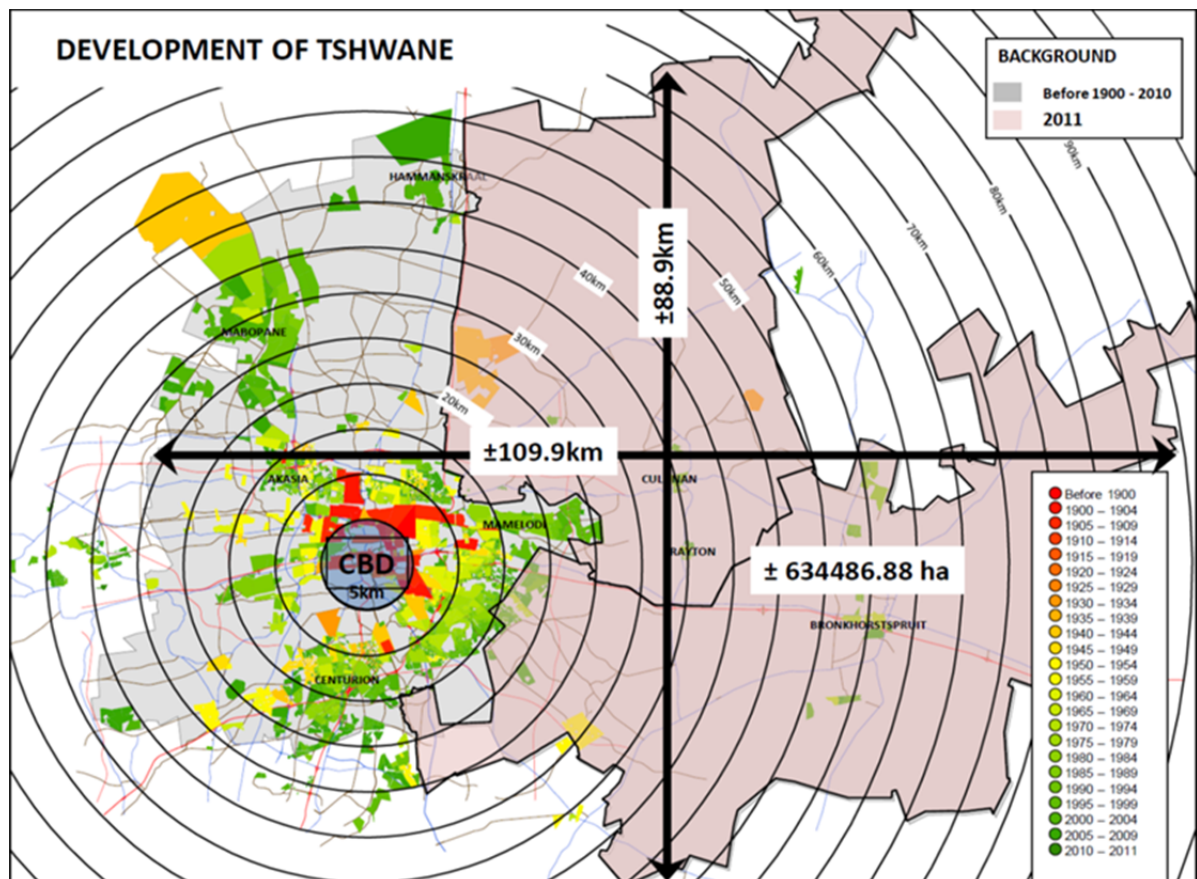 DEVELOPMENT OF TSHWANE
BACKGROUND
Before 1900 - 2010
2011
HAMMANSKRAAL
90km
80km
70km
60km
50km
40km
30km
20km
±88.9km
MABOPANE
±109.9km
AKASIA
CULLINAN
MAMELODI
RAYTON
CBD
5km
± 634486.88 ha
BRONKHORSTSPRUIT
CENTURION
Before 1900
1900 – 1904
1905 – 1909
1910 – 1914
1915 – 1919
1920 – 1924
1925 – 1929
1930 – 1934
1935 – 1939
1940 – 1944
1945 – 1949
1950 – 1954
1955 – 1959
1960 – 1964
1965 – 1969
1970 – 1974
1975 – 1979
1980 – 1984
1985 – 1989
1990 – 1994
1995 – 1999
2000 – 2004
2005 – 2009
2010 – 2011